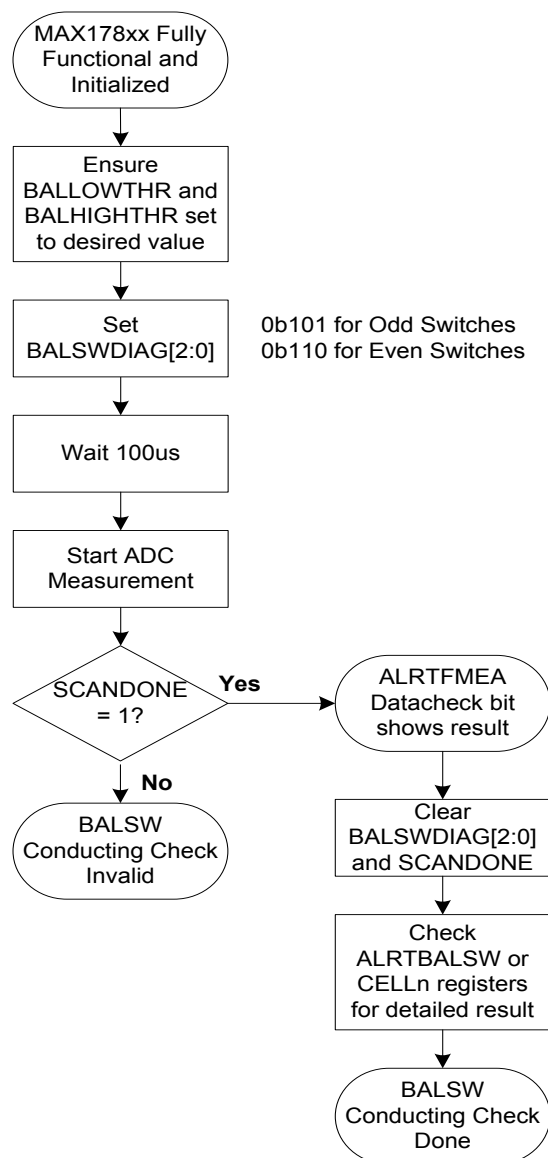 MAX178xx Fully
Functional and
Initialized
Ensure
BALLOWTHR and
BALHIGHTHR set
to desired value
Set
BALSWDIAG[2:0]
0b101 for Odd Switches
0b110 for Even Switches
Wait 100us
Start ADC
Measurement
SCANDONE
= 1?
Yes
No
BALSW
Conducting Check
Invalid
ALRTFMEA
Datacheck bit
shows result
Clear
BALSWDIAG[2:0]
and SCANDONE
Check
ALRTBALSW or
CELLn registers
for detailed result
BALSW
Conducting Check
Done